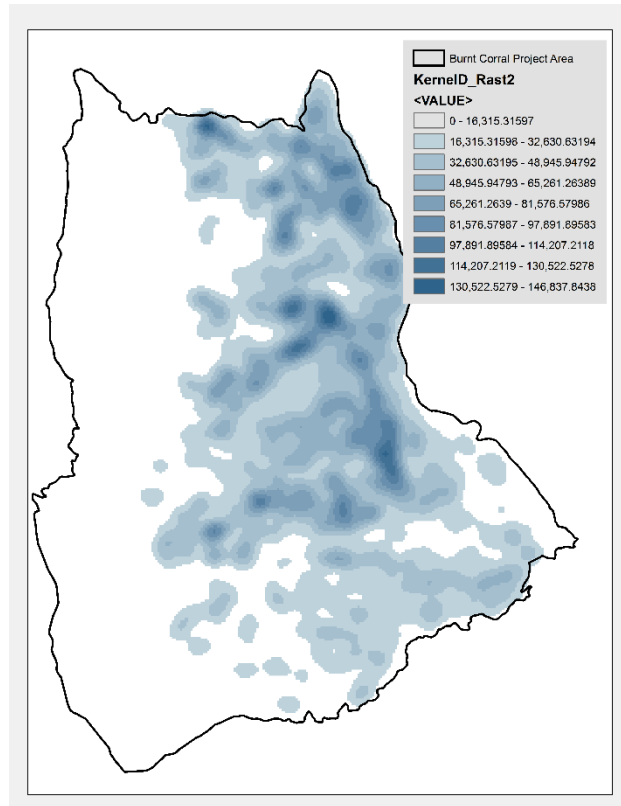 Burnt Corral Project Area
KernelD_Rast2
<VALUE>
0 - 16,315.31597
16,315.31598 - 32,630.63194
32,630.63195 - 48,945.94792
48,945.94793 - 65,261.26389
65,261.2639 - 81,576.57986
81,576.57987 - 97,891.89583
97,891.89584 - 114,207.2118
114,207.2119 - 130,522.5278
130,522.5279 - 146,837.8438